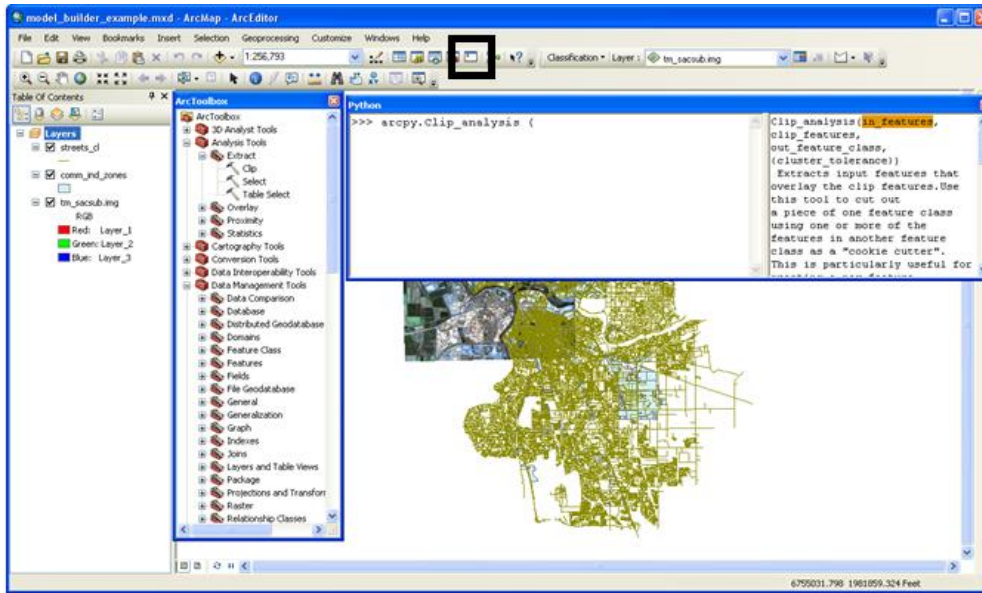 model_builder_example.mxd - ArcMap - ArcEditor
File Edit View Bookmarks Insert Selection Geoprocessing Customize Windows Help
1:256,793
Classification Layer : tm_sacsub.img
Table Of Contents
Layers
streets_cl
comm_ind_zones
tm_sacsub.img
RGB
Red: Layer_1
Green: Layer_2
Blue: Layer_3
ArcToolbox
ArcToolbox
3D Analyst Tools
Analysis Tools
Extract
Clip
Select
Table Select
Overlay
Proximity
Statistics
Cartography Tools
Conversion Tools
Data Interoperability Tools
Data Management Tools
Data Comparison
Database
Distributed Geodatabase
Domains
Feature Class
Features
Fields
File Geodatabase
General
Generalization
Graph
Indexes
Joins
Layers and Table Views
Package
Projections and Transforn
Raster
Relationship Classes
Python
>>> arcpy.Clip_analysis (
Clip_analysis(in_features,
clip_features,
out_feature_class,
{cluster_tolerance})
Extracts input features that
overlay the clip features.Use
this tool to cut out
a piece of one feature class
using one or more of the
features in another feature
class as a "cookie cutter".
This is particularly useful for
6755031.798 1981859.324 Feet